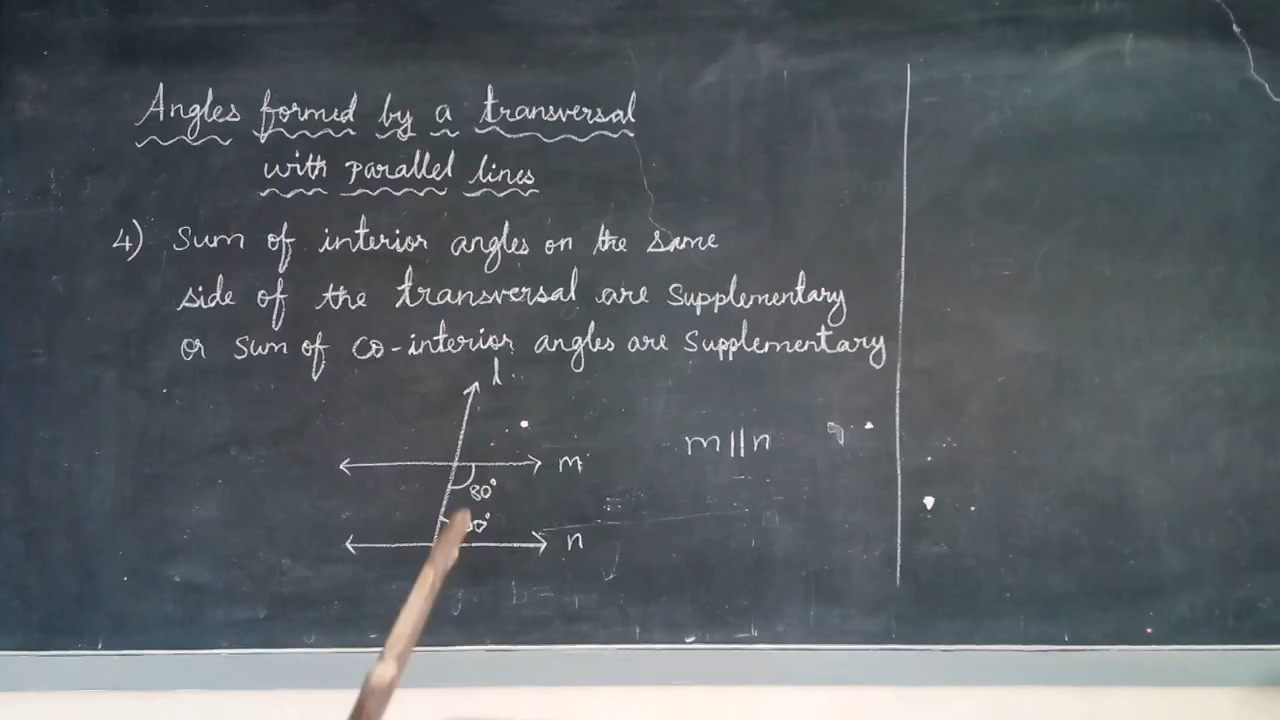 Angles formed by a transversal
with parallel lines
4) Sum of interior angles on the same
side of the transversal are supplementary
or sum of co-interior angles are supplementary
l
m
m || n
80°
n